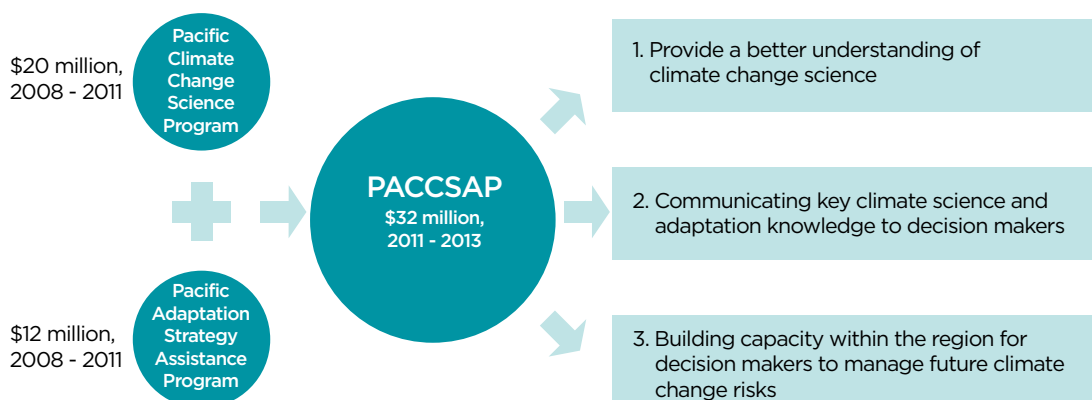 $20 million,
2008 - 2011
Pacific
Climate
Change
Science
Program
$12 million,
2008 - 2011
Pacific
Adaptation
Strategy
Assistance
Program
PACCSAP
$32 million,
2011 - 2013
1. Provide a better understanding of
climate change science
2. Communicating key climate science and
adaptation knowledge to decision makers
3. Building capacity within the region for
decision makers to manage future climate
change risks